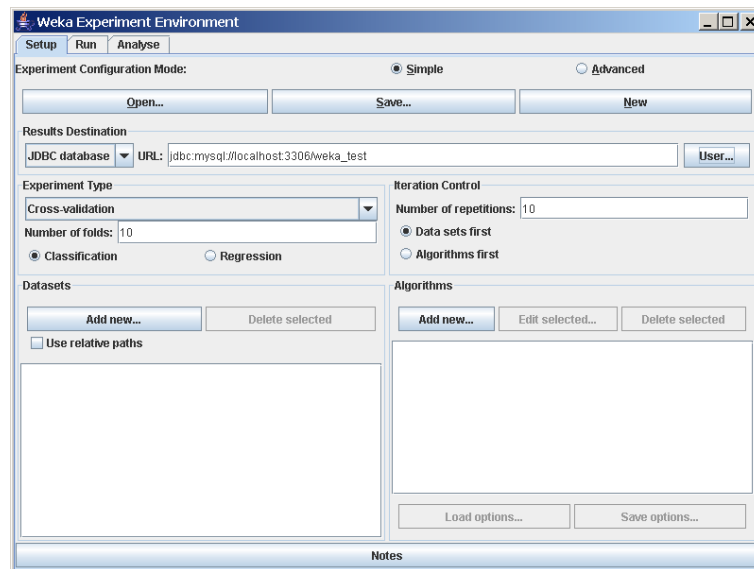 Weka Experiment Environment
Setup Run Analyse
Experiment Configuration Mode: Simple Advanced
Open... Save... New
Results Destination
JDBC database URL: jdbc:mysql://localhost:3306/weka_test User...
Experiment Type Iteration Control
Cross-validation Number of repetitions: 10
Number of folds: 10 Data sets first
Classification Regression Algorithms first
Datasets Algorithms
Add new... Delete selected Add new... Edit selected... Delete selected
Use relative paths
Load options... Save options...
Notes